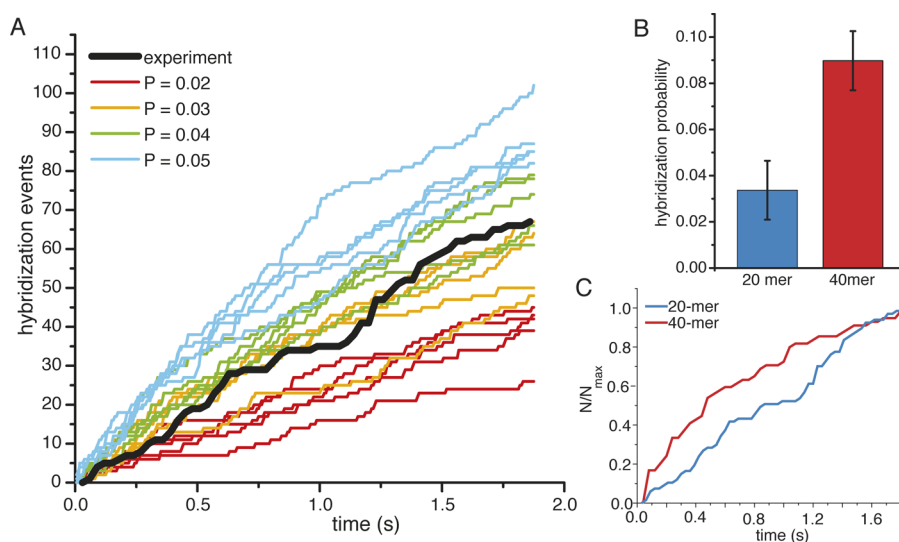 A
experiment
P = 0.02
P = 0.03
P = 0.04
P = 0.05
hybridization events
110
100
90
80
70
60
50
40
30
20
10
0
0.5
1.0
1.5
2.0
time (s)
B
hybridization probability
0.10
0.08
0.06
0.04
0.02
0.00
20 mer
40mer
C
20-mer
40-mer
N/Nmax
1.0
0.8
0.6
0.4
0.2
0.0
0.0
0.4
0.8
1.2
1.6
time (s)